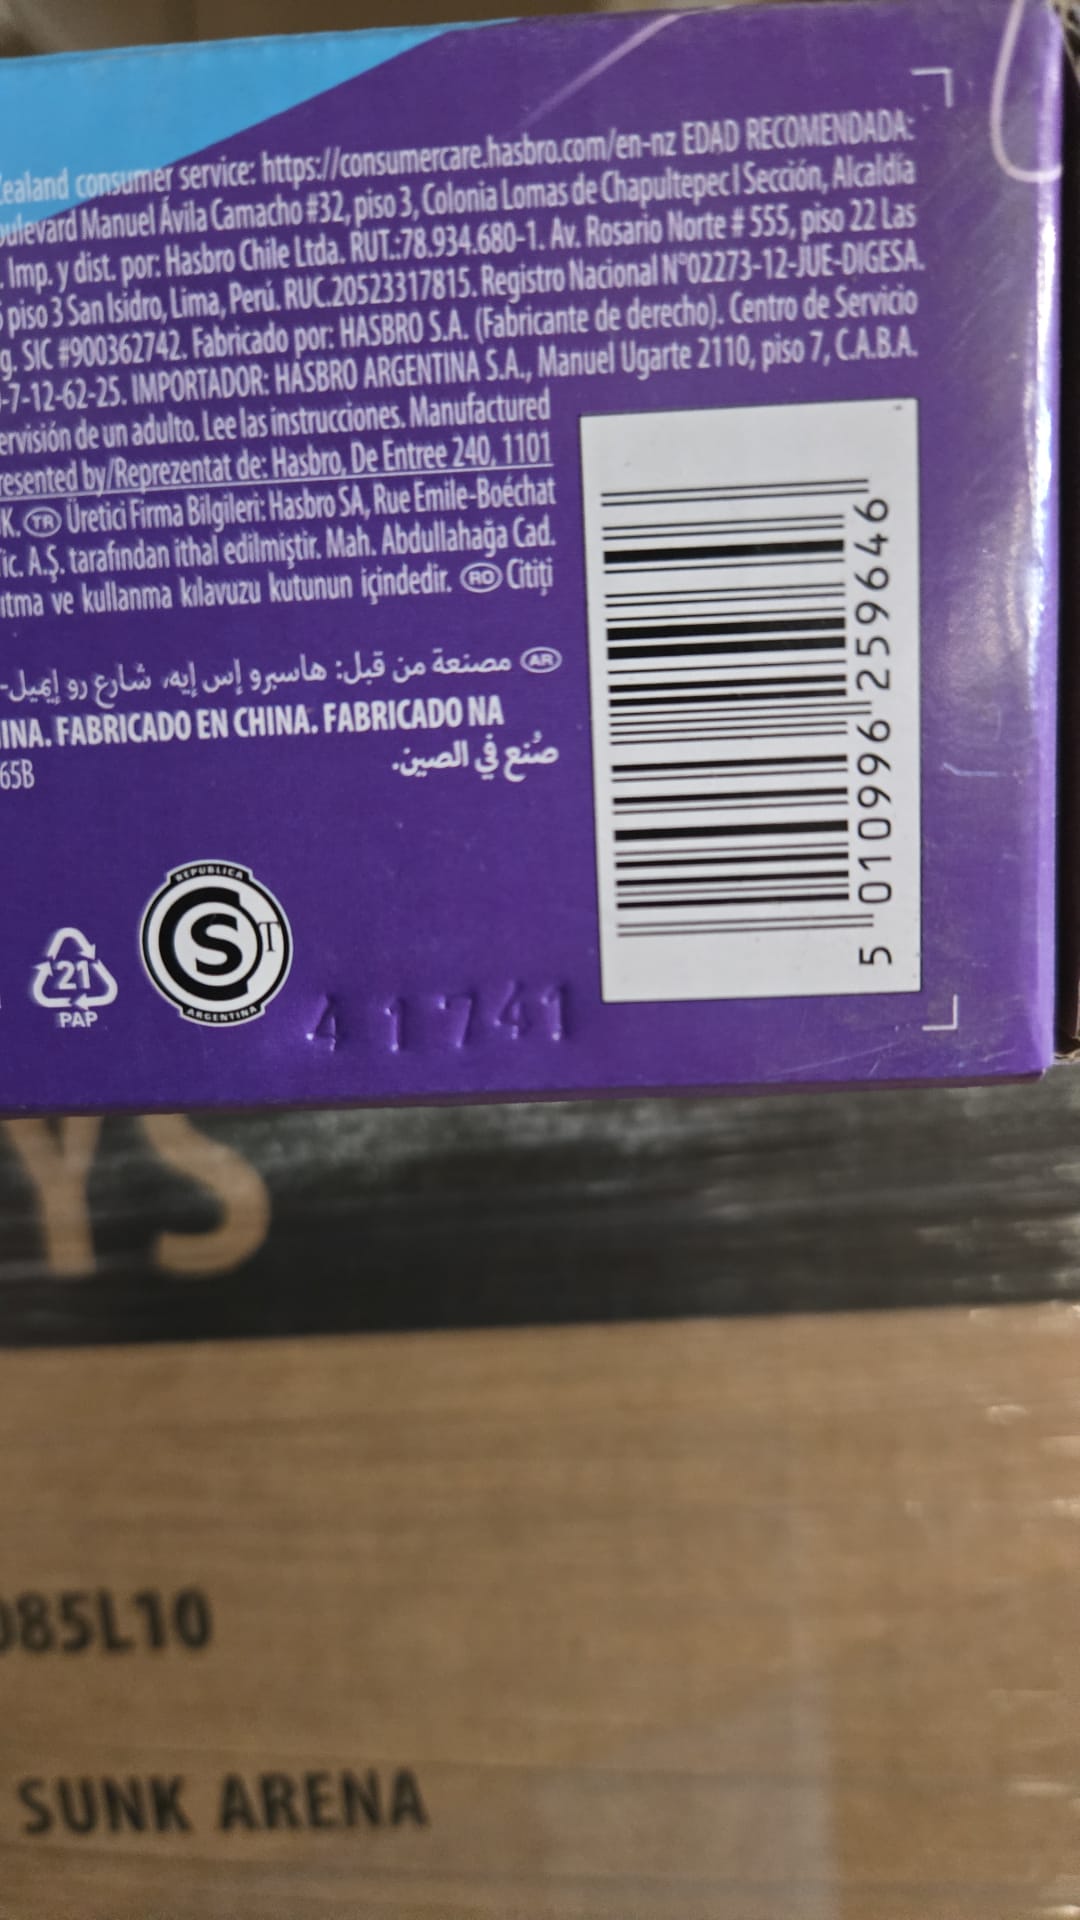 Zealand consumer service: https://consumercare.hasbro.com/en-nz EDAD RECOMENDADA:
Manuel Ávila Camacho #32, piso 3, Colonia Lomas de Chapultepec I Sección, Alcaldía
. Imp. y dist. por: Hasbro Chile Ltda. RUT.:78.934.680-1. Av. Rosario Norte # 555, piso 22 Las
piso 3 San Isidro, Lima, Perú. RUC.20523317815. Registro Nacional N°02273-12-JUE-DIGESA.
g. SIC #900362742. Fabricado por: HASBRO S.A. (Fabricante de derecho). Centro de Servicio
-7-12-62-25. IMPORTADOR: HASBRO ARGENTINA S.A., Manuel Ugarte 2110, piso 7, C.A.B.A.
ervisión de un adulto. Lee las instrucciones. Manufactured
resented by/Reprezentat de: Hasbro, De Entree 240, 1101
K. TR Üretici Firma Bilgileri: Hasbro SA, Rue Emile-Boéchat
ic. A.Ş. tarafından ithal edilmiştir. Mah. Abdullahağa Cad.
ıtma ve kullanma kılavuzu kutunun içindedir. RO Citiți
AR مصنعة من قبل: هاسبرو إس إيه، شارع رو إيميل-
INA. FABRICADO EN CHINA. FABRICADO NA
صُنع في الصين.
65B
5 010996 259646
21
PAP
REPUBLICA
S T
ARGENTINA
41741
YS
085L10
SUNK ARENA